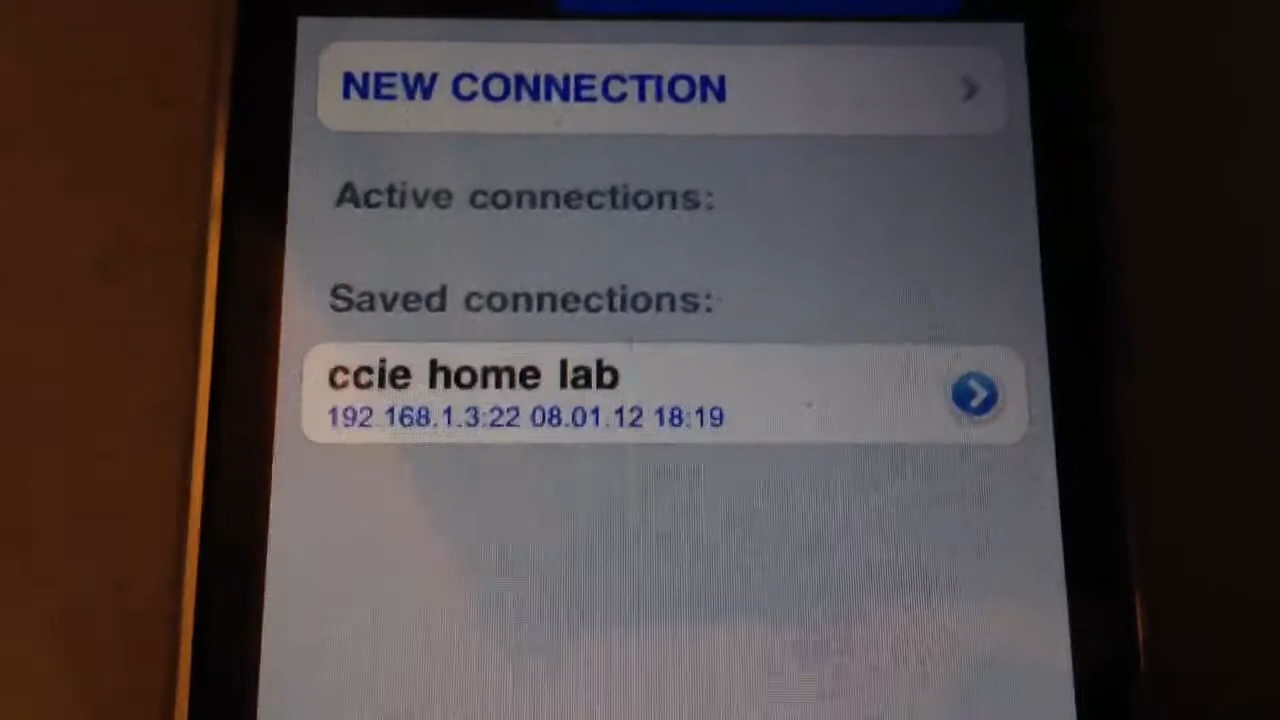 NEW CONNECTION
Active connections:
Saved connections:
ccie home lab
192.168.1.3:22 08.01.12 18:19